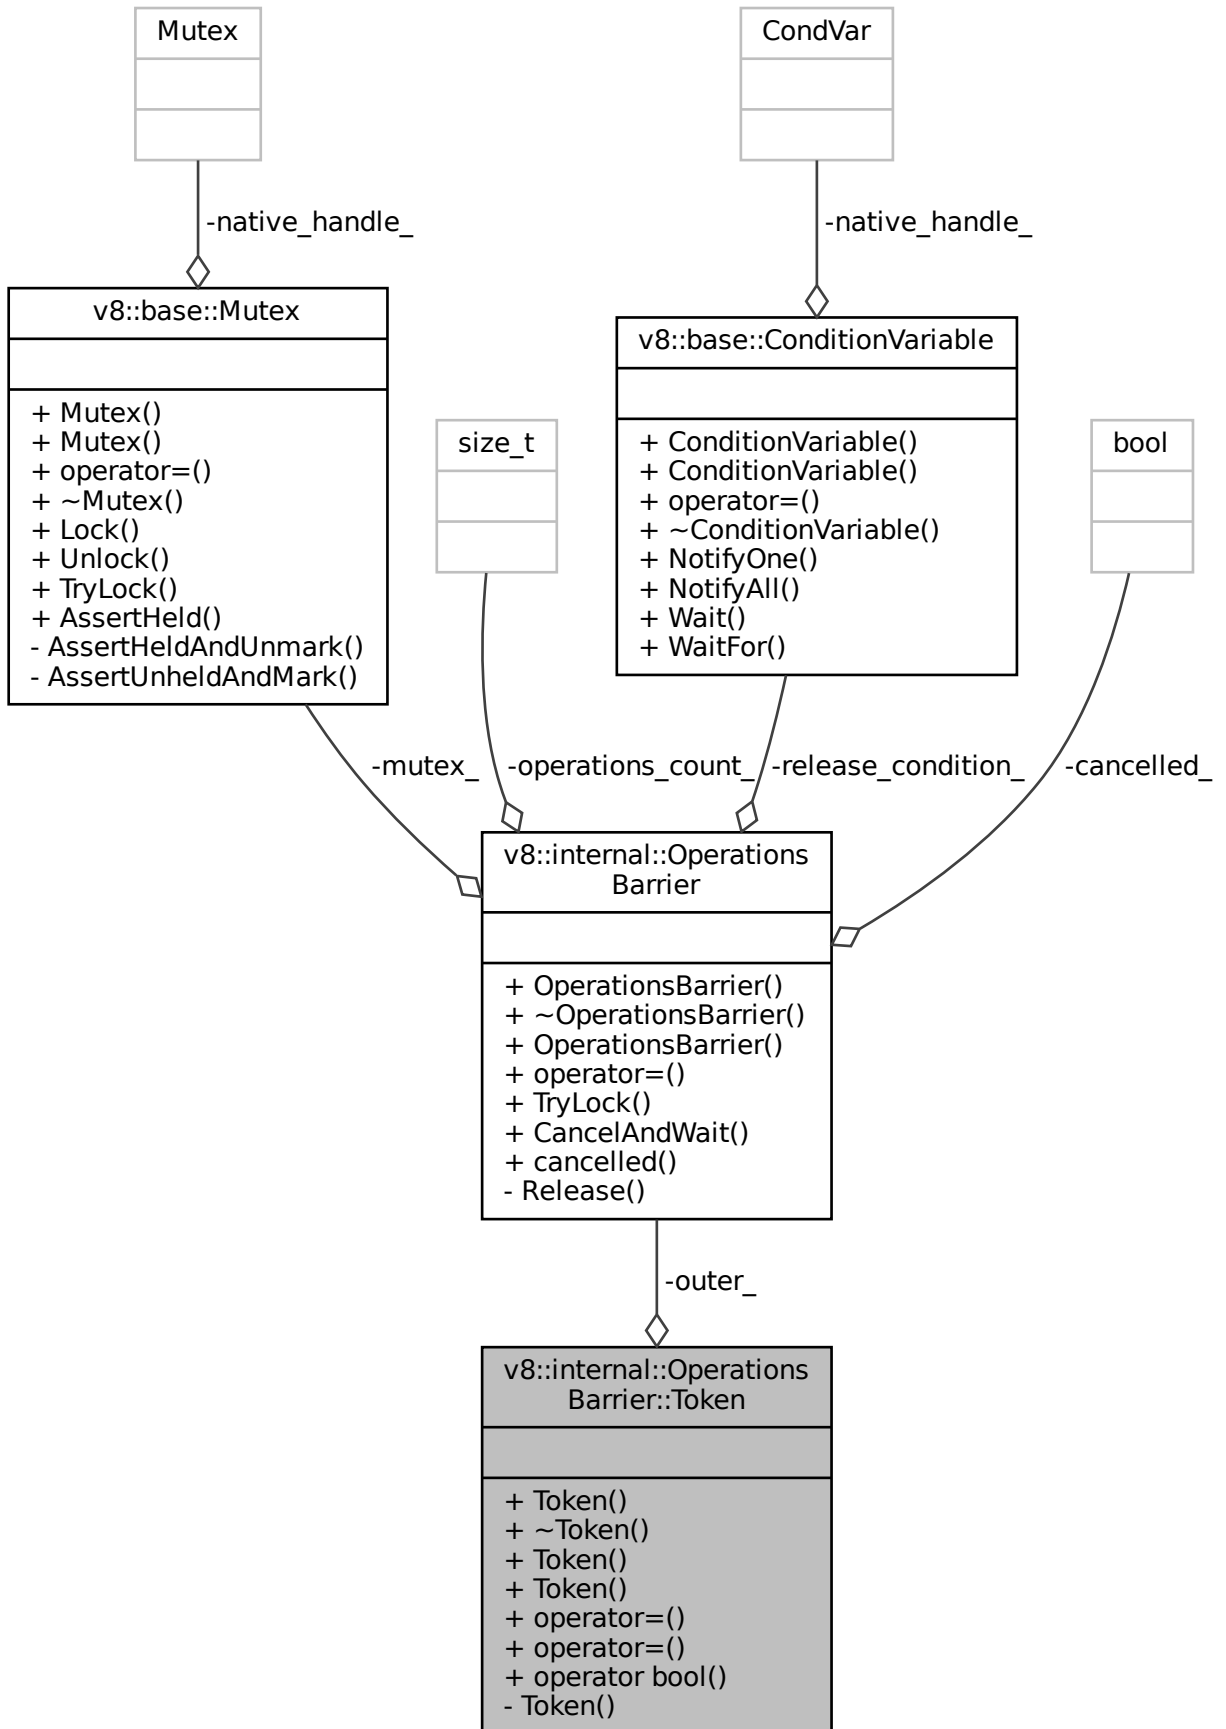 Mutex
CondVar
-native_handle_
-native_handle_
v8::base::Mutex
+ Mutex()
+ Mutex()
+ operator=()
+ ~Mutex()
+ Lock()
+ Unlock()
+ TryLock()
+ AssertHeld()
- AssertHeldAndUnmark()
- AssertUnheldAndMark()
size_t
v8::base::ConditionVariable
+ ConditionVariable()
+ ConditionVariable()
+ operator=()
+ ~ConditionVariable()
+ NotifyOne()
+ NotifyAll()
+ Wait()
+ WaitFor()
bool
-mutex_
-operations_count_
-release_condition_
-cancelled_
v8::internal::Operations
Barrier
+ OperationsBarrier()
+ ~OperationsBarrier()
+ OperationsBarrier()
+ operator=()
+ TryLock()
+ CancelAndWait()
+ cancelled()
- Release()
-outer_
v8::internal::Operations
Barrier::Token
+ Token()
+ ~Token()
+ Token()
+ Token()
+ operator=()
+ operator=()
+ operator bool()
- Token()